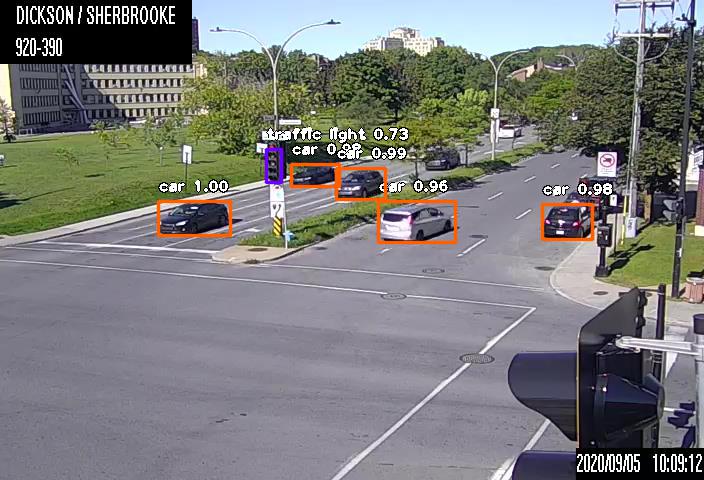 DICKSON / SHERBROOKE
920-390
traffic light 0.73
car 0.99
car 1.00
car 0.96
car 0.98
2020/09/05 10:09:12